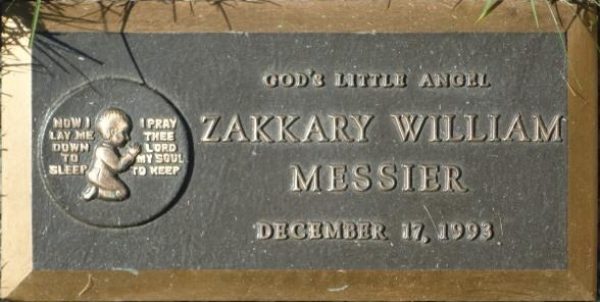 GOD'S LITTLE ANGEL
ZAKKARY WILLIAM
MESSIER
DECEMBER 17, 1993
NOW I
LAY ME
DOWN
TO
SLEEP
I PRAY
THEE
LORD
MY SOUL
TO KEEP